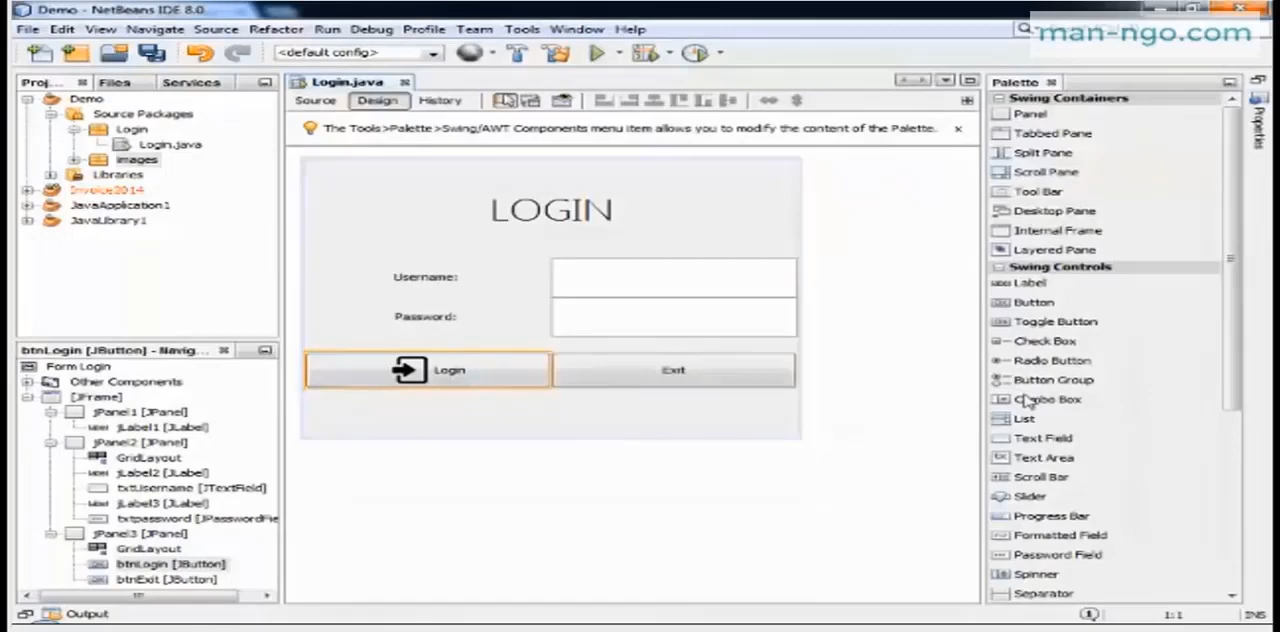 Demo - NetBeans IDE 8.0
File Edit View Navigate Source Refactor Run Debug Profile Team Tools Window Help
man-ngo.com
<default config>
Proj... Files Services
Demo
Source Packages
Login
Login.java
images
Libraries
Invoice2014
JavaApplication1
JavaLibrary1
btnLogin [JButton] - Navig...
Form Login
Other Components
[JFrame]
jPanel1 [JPanel]
jLabel1 [JLabel]
jPanel2 [JPanel]
GridLayout
jLabel2 [JLabel]
txtUsername [JTextField]
jLabel3 [JLabel]
txtpassword [JPasswordFie
jPanel3 [JPanel]
GridLayout
btnLogin [JButton]
btnExit [JButton]
Output
Login.java
Source Design History
The Tools>Palette>Swing/AWT Components menu item allows you to modify the content of the Palette.
LOGIN
Username:
Password:
Login Exit
Palette
Swing Containers
Panel
Tabbed Pane
Split Pane
Scroll Pane
Tool Bar
Desktop Pane
Internal Frame
Layered Pane
Swing Controls
Label
Button
Toggle Button
Check Box
Radio Button
Button Group
Combo Box
List
Text Field
Text Area
Scroll Bar
Slider
Progress Bar
Formatted Field
Password Field
Spinner
Separator
Properties
1:1 INS